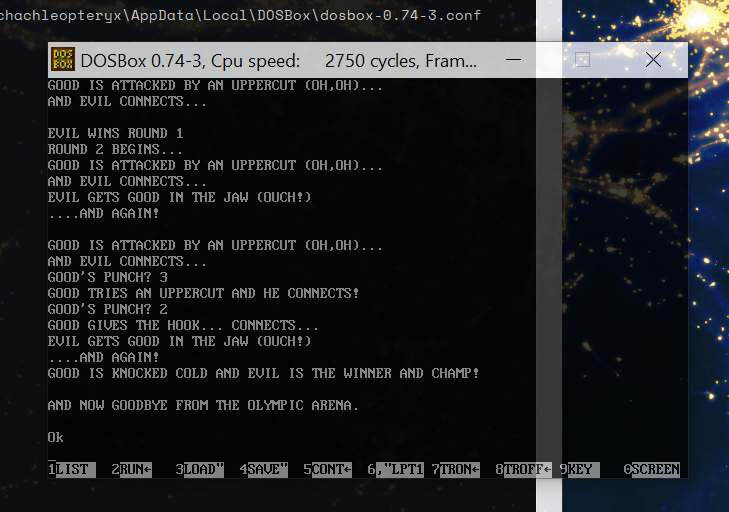 chachleopteryx\AppData\Local\DOSBox\dosbox-0.74-3.conf
DOS BOX
DOSBox 0.74-3, Cpu speed: 2750 cycles, Fram...
GOOD IS ATTACKED BY AN UPPERCUT (OH,OH)...
AND EVIL CONNECTS...
EVIL WINS ROUND 1
ROUND 2 BEGINS...
GOOD IS ATTACKED BY AN UPPERCUT (OH,OH)...
AND EVIL CONNECTS...
EVIL GETS GOOD IN THE JAW (OUCH!)
....AND AGAIN!
GOOD IS ATTACKED BY AN UPPERCUT (OH,OH)...
AND EVIL CONNECTS...
GOOD'S PUNCH? 3
GOOD TRIES AN UPPERCUT AND HE CONNECTS!
GOOD'S PUNCH? 2
GOOD GIVES THE HOOK... CONNECTS...
EVIL GETS GOOD IN THE JAW (OUCH!)
....AND AGAIN!
GOOD IS KNOCKED COLD AND EVIL IS THE WINNER AND CHAMP!
AND NOW GOODBYE FROM THE OLYMPIC ARENA.
Ok
1LIST 2RUN← 3LOAD" 4SAVE" 5CONT← 6,"LPT1 7TRON← 8TROFF← 9KEY 0SCREEN